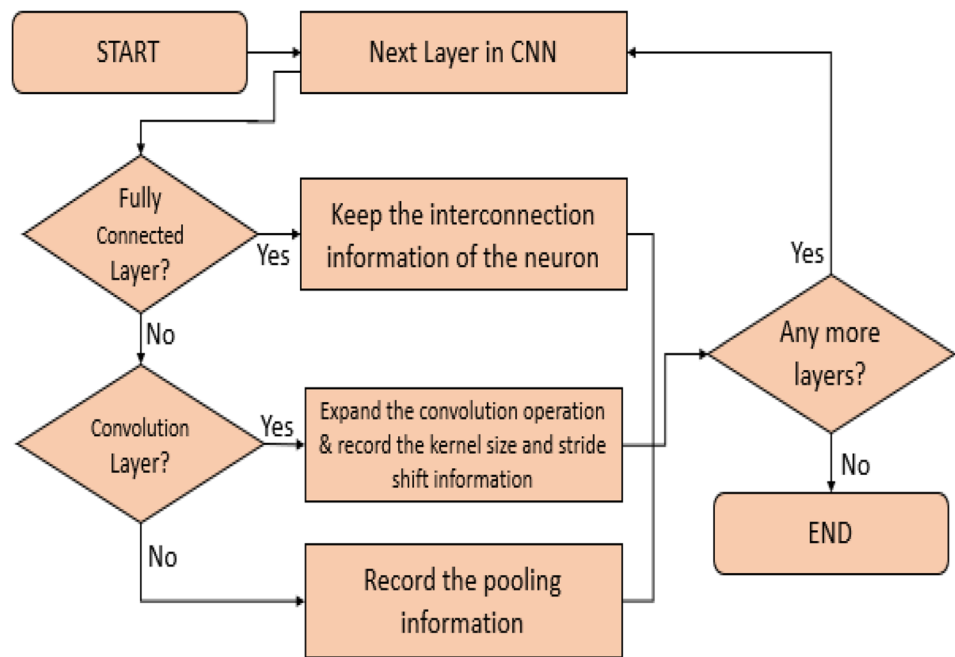 START
Next Layer in CNN
Fully
Connected
Layer?
Yes
Keep the interconnection
information of the neuron
No
Convolution
Layer?
Yes
Expand the convolution operation
& record the kernel size and stride
shift information
No
Record the pooling
information
Any more
layers?
Yes
No
END